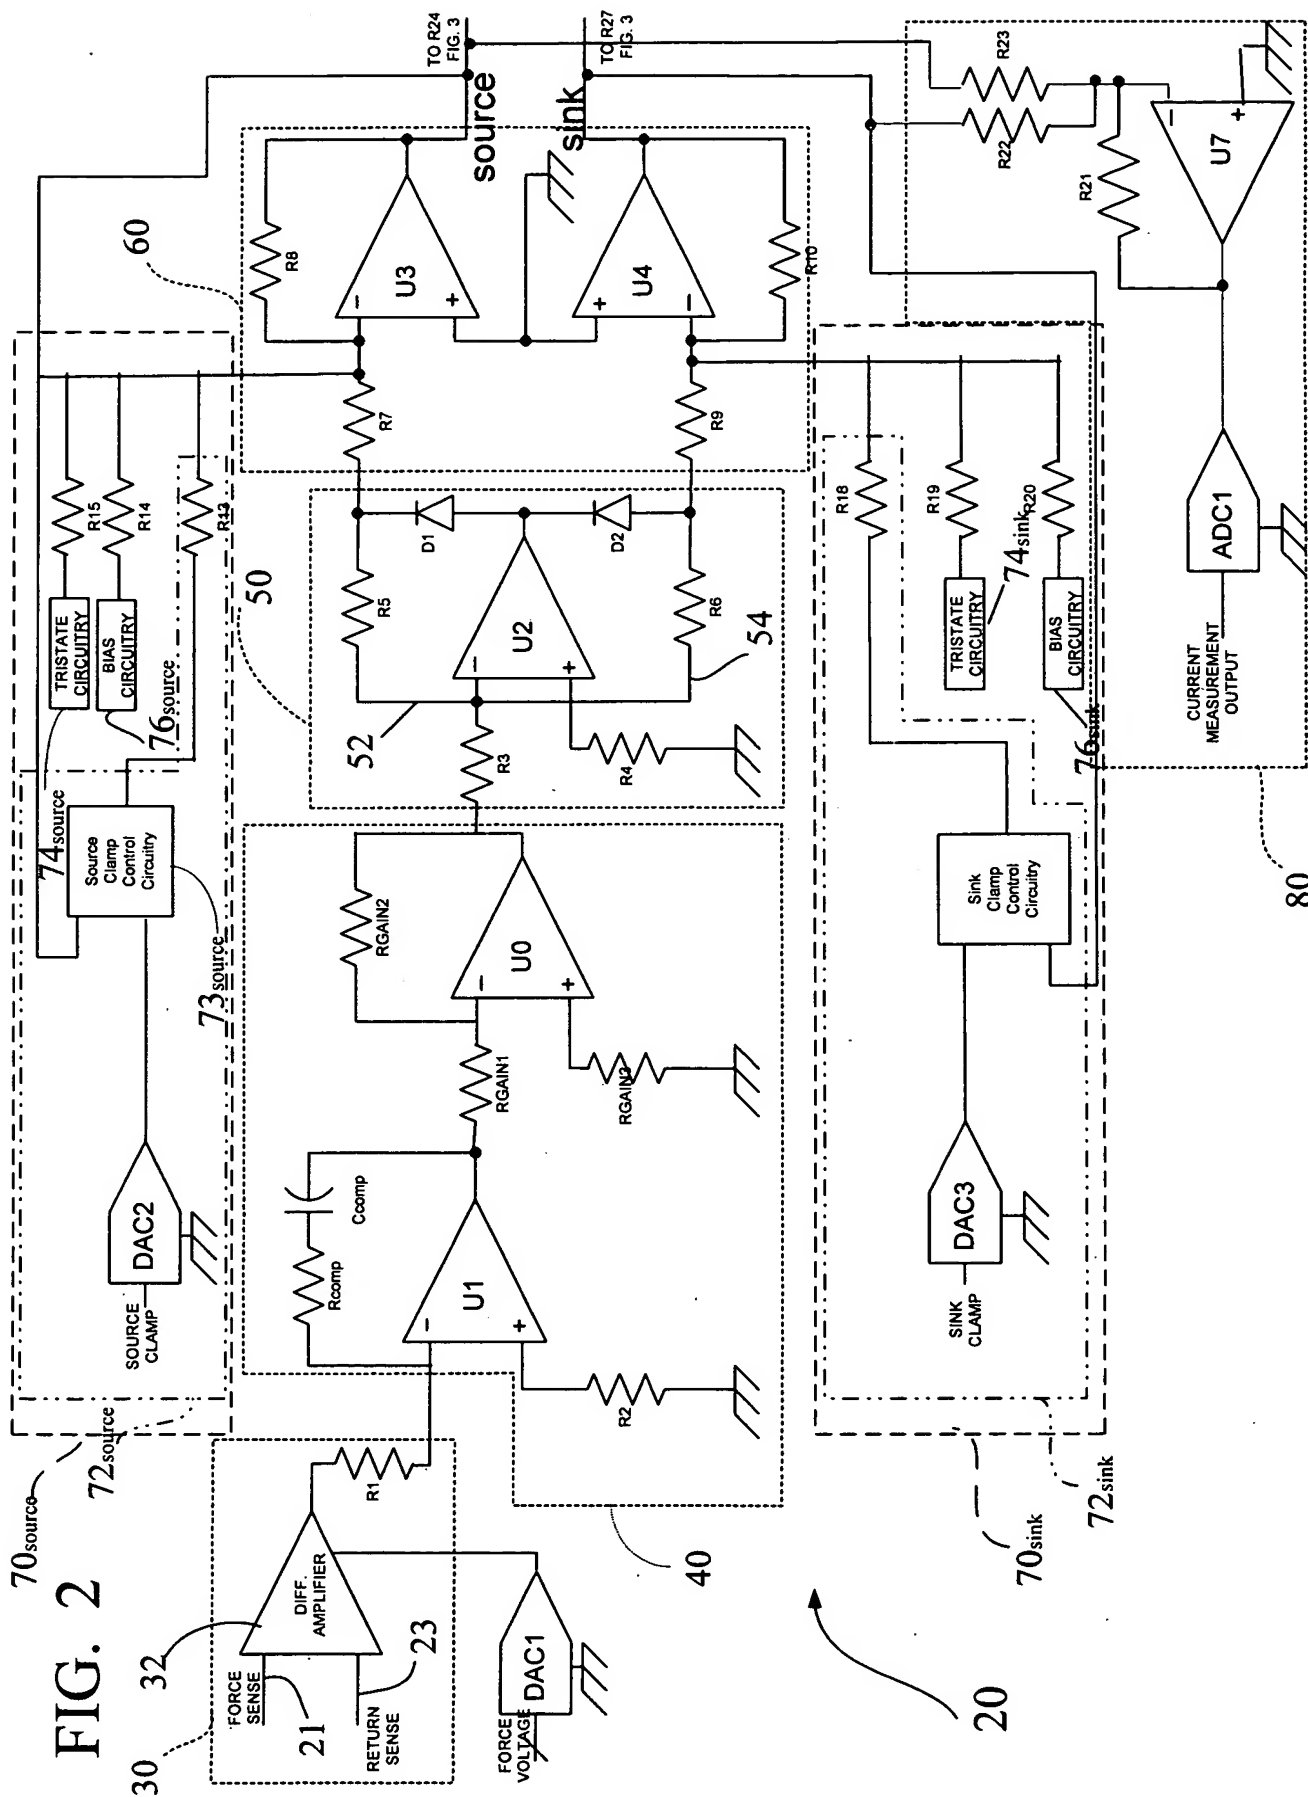 FIG. 2
20
30
FORCE
SENSE
21
RETURN
SENSE
23
32
DIFF.
AMPLIFIER
FORCE
VOLTAGE
DAC1
R1
40
R2
U1
Rcomp
Ccomp
RGAIN1
RGAIN2
RGAIN3
U0
50
52
54
R3
R4
R5
R6
U2
D1
D2
60
R7
R8
R9
R10
U3
U4
source
TO R24
FIG. 3
sink
TO R27
FIG. 3
70source
72source
SOURCE
CLAMP
DAC2
73source
Source
Clamp
Control
Circuitry
74source
TRISTATE
CIRCUITRY
76source
BIAS
CIRCUITRY
R15
R14
R13
70sink
72sink
SINK
CLAMP
DAC3
Sink
Clamp
Control
Circuitry
74sink
TRISTATE
CIRCUITRY
76sink
BIAS
CIRCUITRY
R18
R19
R20
80
CURRENT
MEASUREMENT
OUTPUT
ADC1
R21
R22
R23
U7
− +
− +
− +
− +
+ −
− +